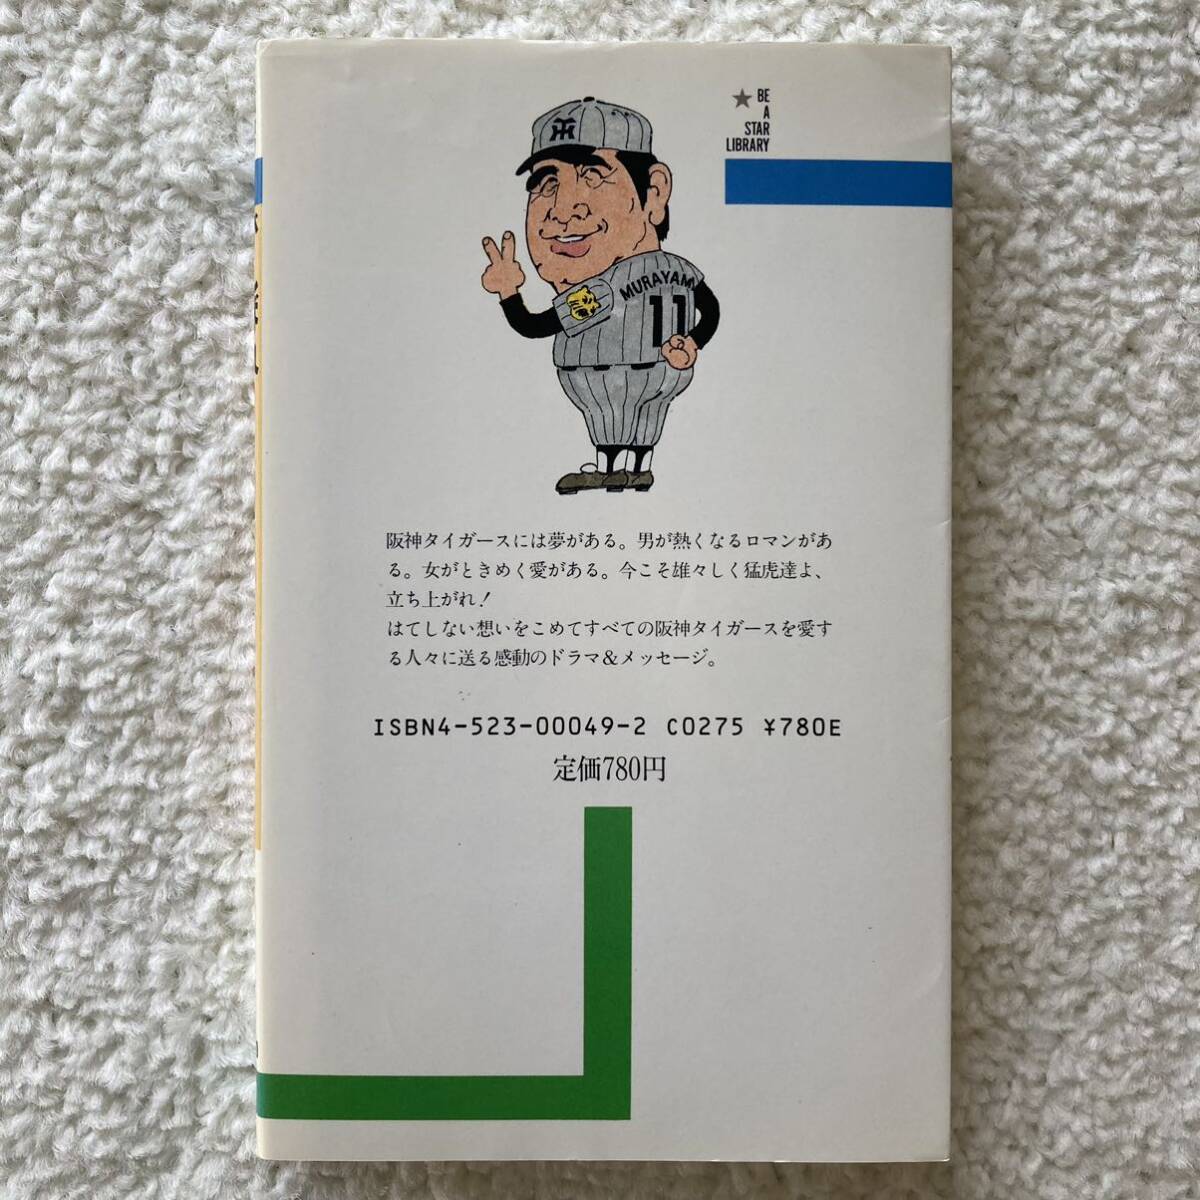 ★ BE
A
STAR
LIBRARY
MURAYAM
11
阪神タイガースには夢がある。男が熱くなるロマンがあ
る。女がときめく愛がある。今こそ雄々しく猛虎達よ、
立ち上がれ！
はてしない想いをこめてすべての阪神タイガースを愛す
る人々に送る感動のドラマ&メッセージ。
ISBN4-523-00049-2 C0275 ¥780E
定価780円